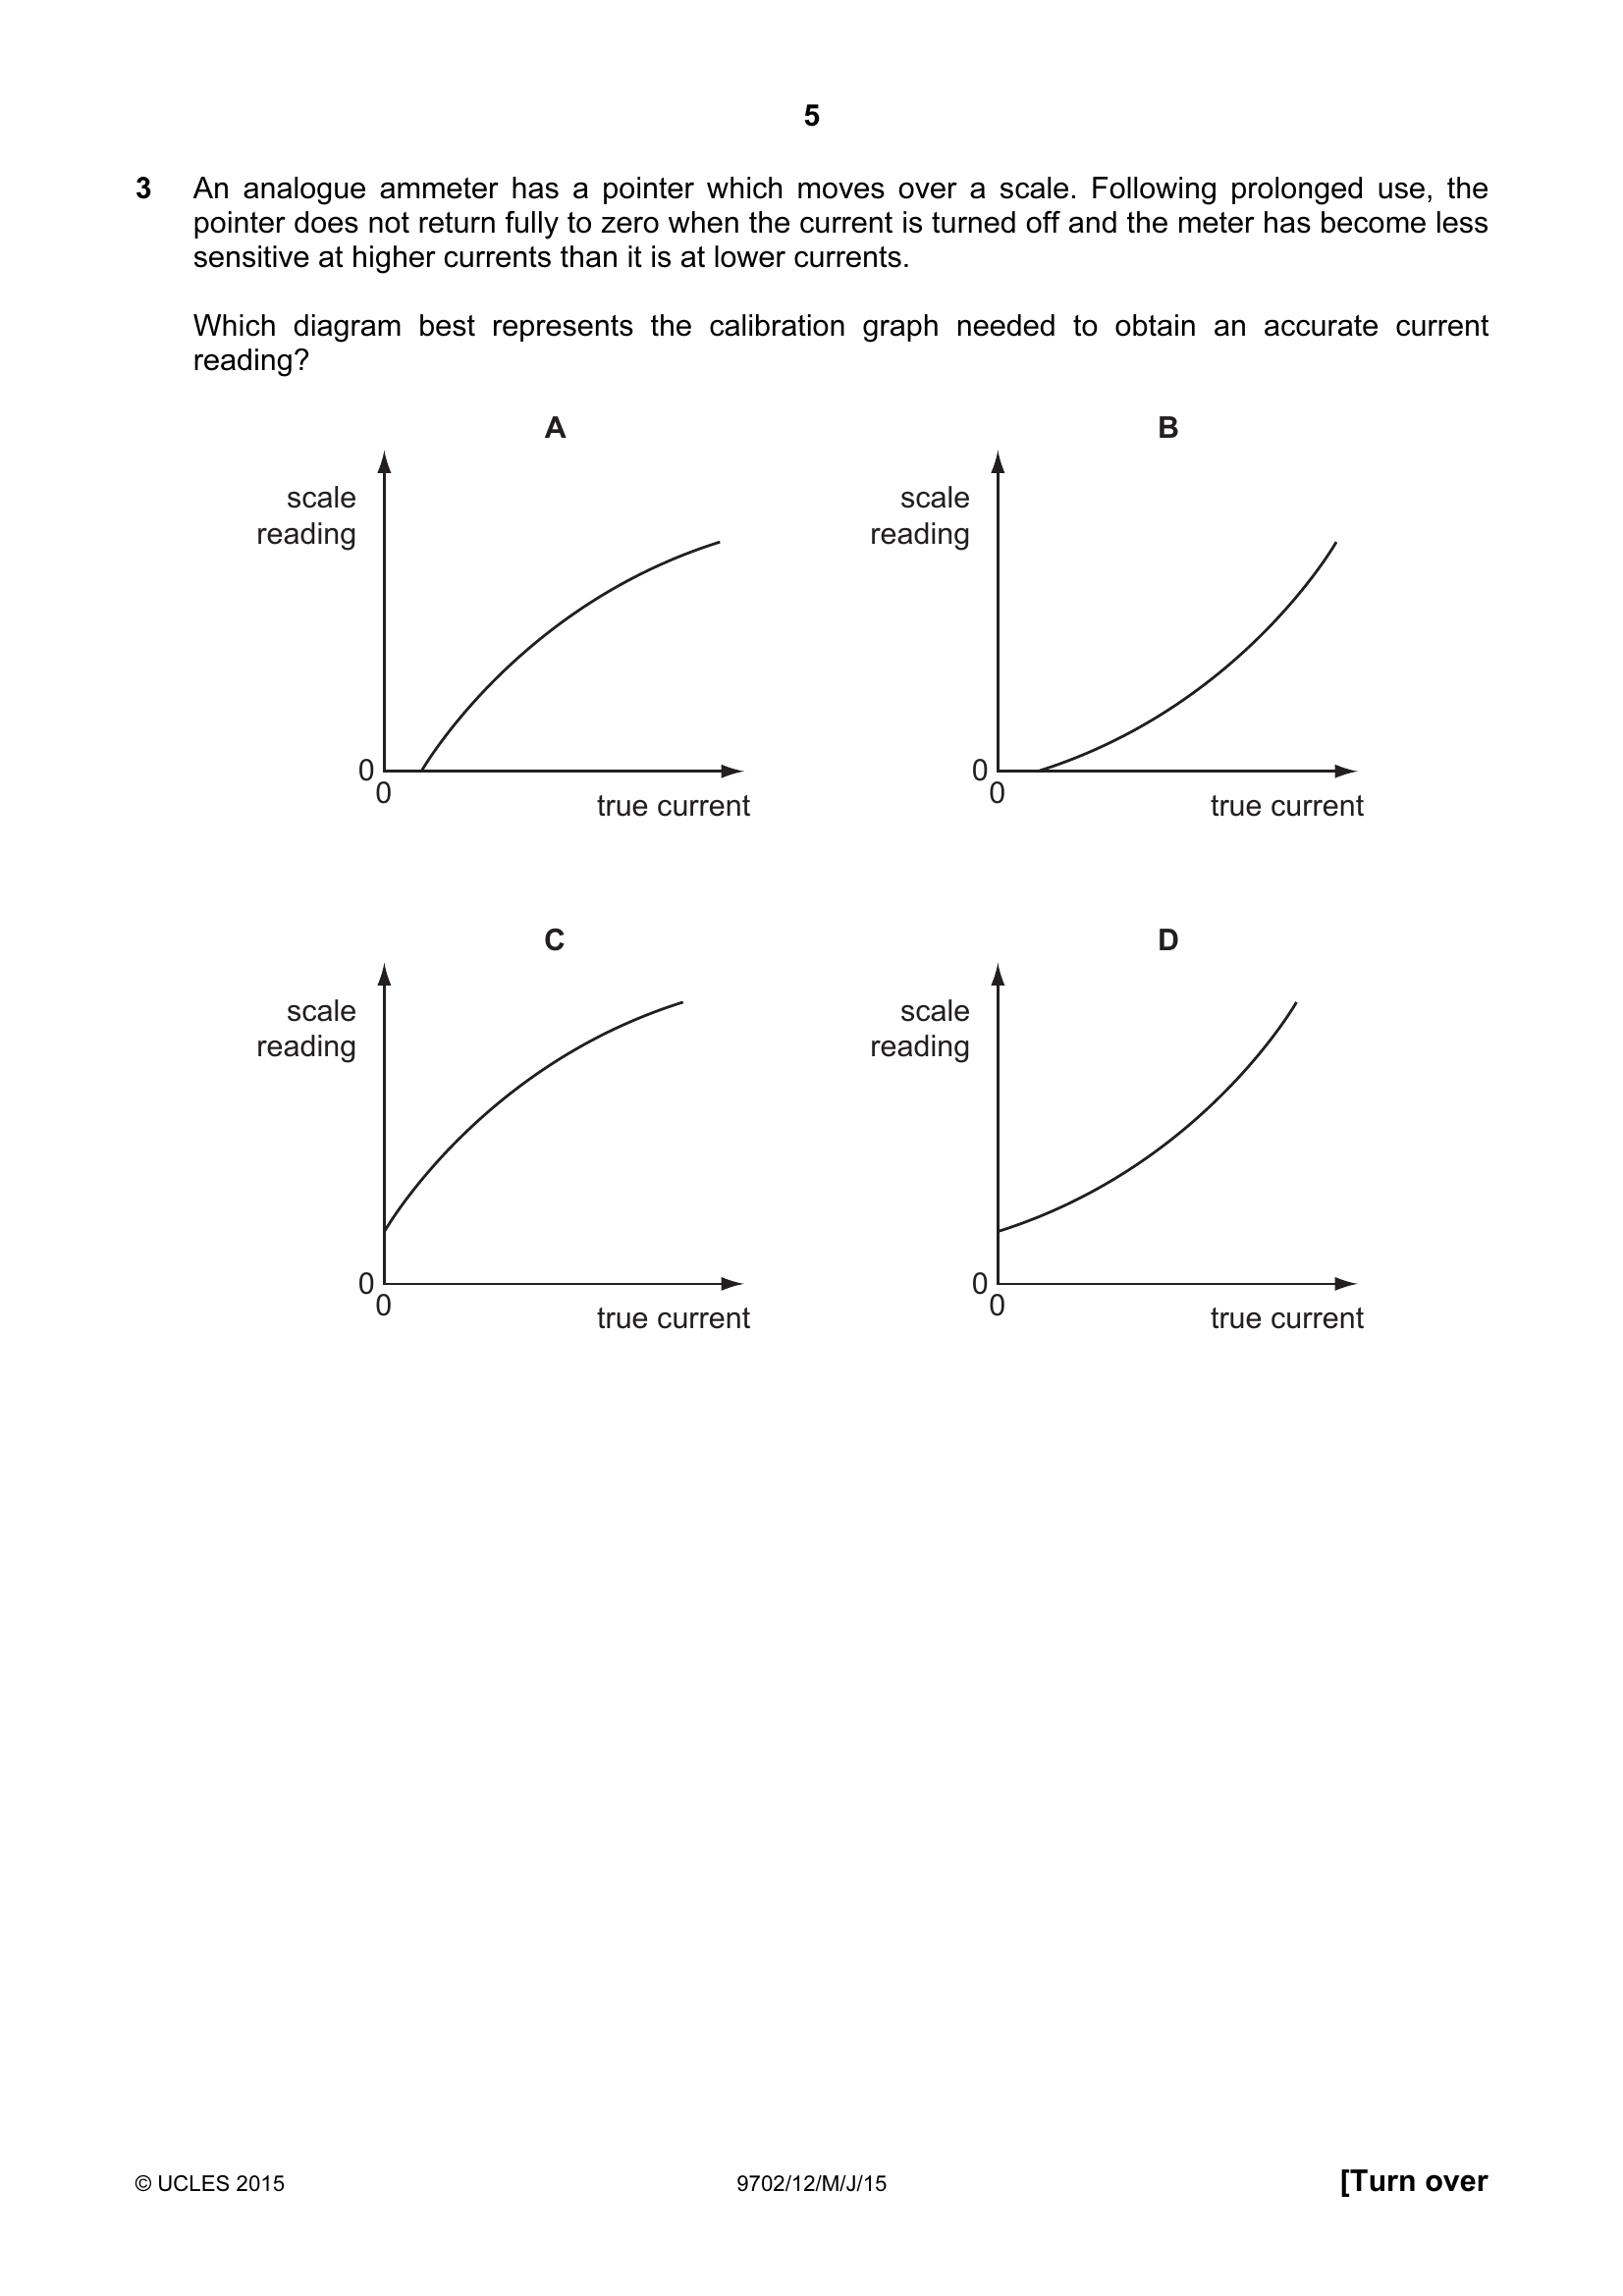 5
3 An analogue ammeter has a pointer which moves over a scale. Following prolonged use, the
pointer does not return fully to zero when the current is turned off and the meter has become less
sensitive at higher currents than it is at lower currents.
Which diagram best represents the calibration graph needed to obtain an accurate current
reading?
A
scale
reading
0
0
true current
B
scale
reading
0
0
true current
C
scale
reading
0
0
true current
D
scale
reading
0
0
true current
© UCLES 2015 9702/12/M/J/15 [Turn over